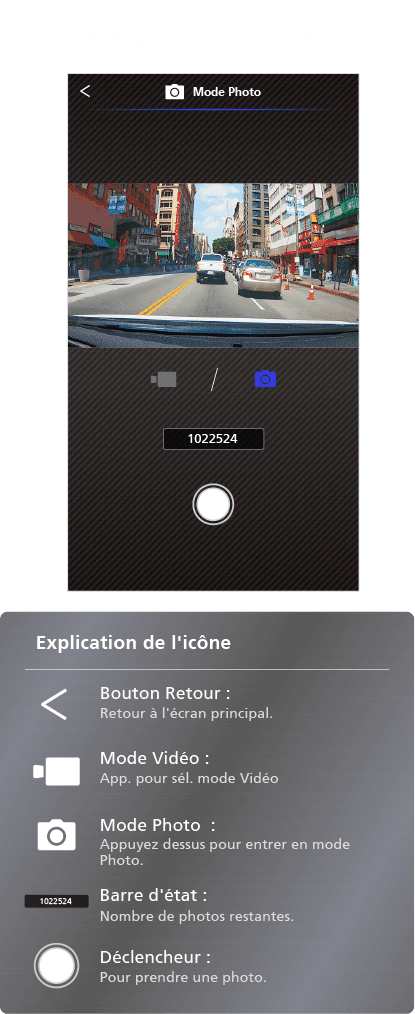 Mode Photo
1022524
Explication de l'icône
Bouton Retour :
Retour à l'écran principal.
Mode Vidéo :
App. pour sél. mode Vidéo
Mode Photo  :
Appuyez dessus pour entrer en mode
Photo.
1022524
Barre d'état :
Nombre de photos restantes.
Déclencheur :
Pour prendre une photo.